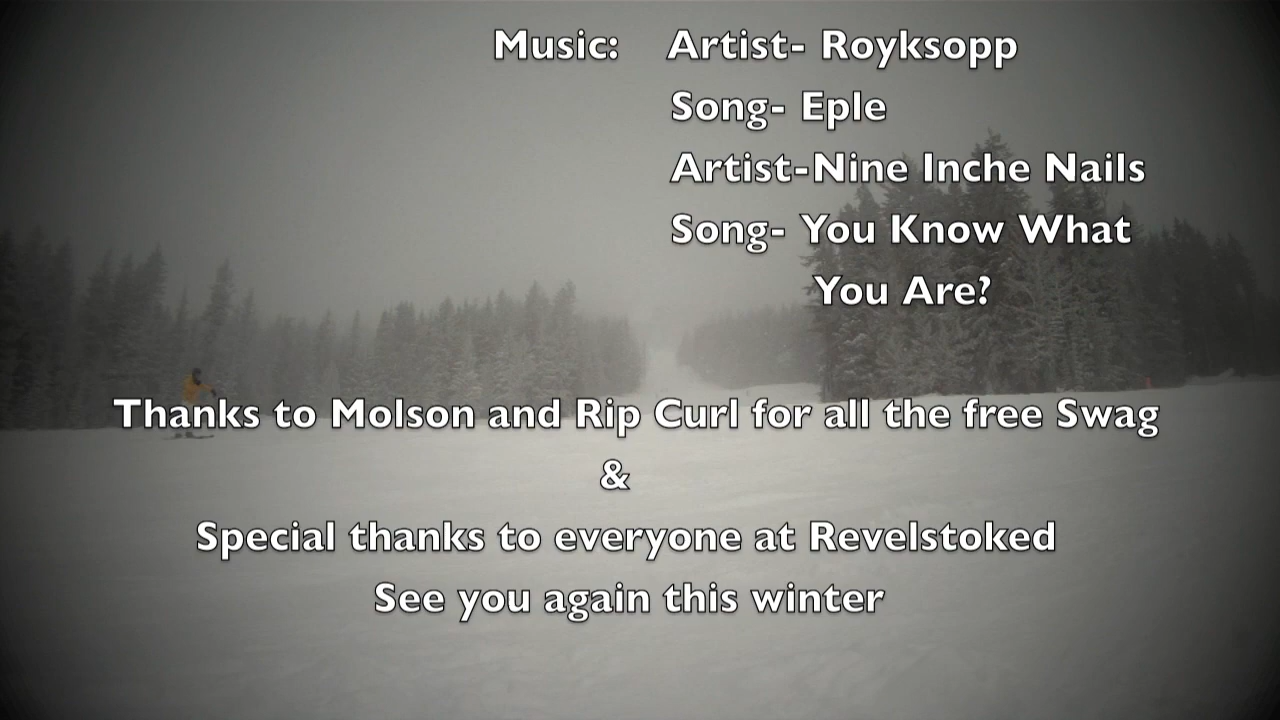 Music: Artist- Royksopp
Song- Eple
Artist-Nine Inche Nails
Song- You Know What
You Are?
Thanks to Molson and Rip Curl for all the free Swag
&
Special thanks to everyone at Revelstoked
See you again this winter